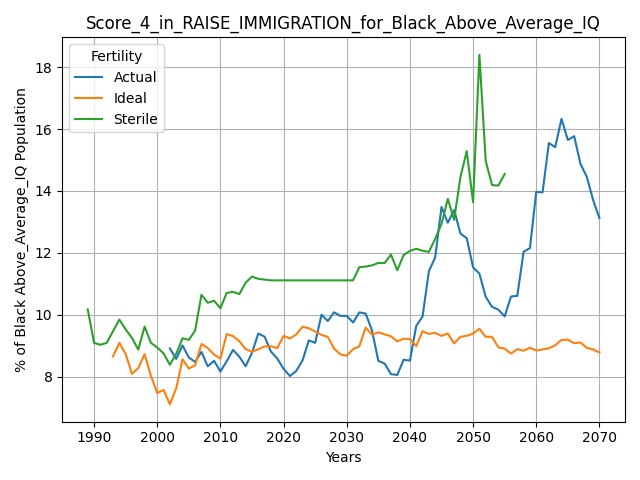 Score_4_in_RAISE_IMMIGRATION_for_Black_Above_Average_IQ
Fertility
Actual
Ideal
Sterile
% of Black Above_Average_IQ Population
18
16
14
12
10
8
1990 2000 2010 2020 2030 2040 2050 2060 2070
Years